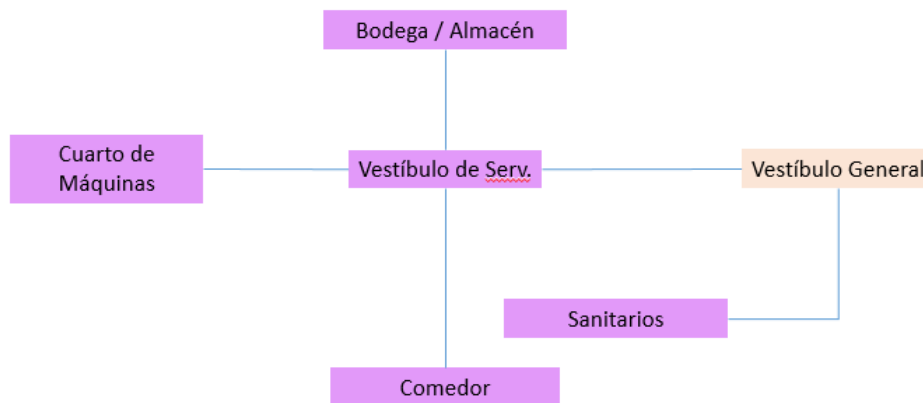 Bodega / Almacén
Cuarto de
Máquinas
Vestíbulo de Serv.
Vestíbulo General
Sanitarios
Comedor